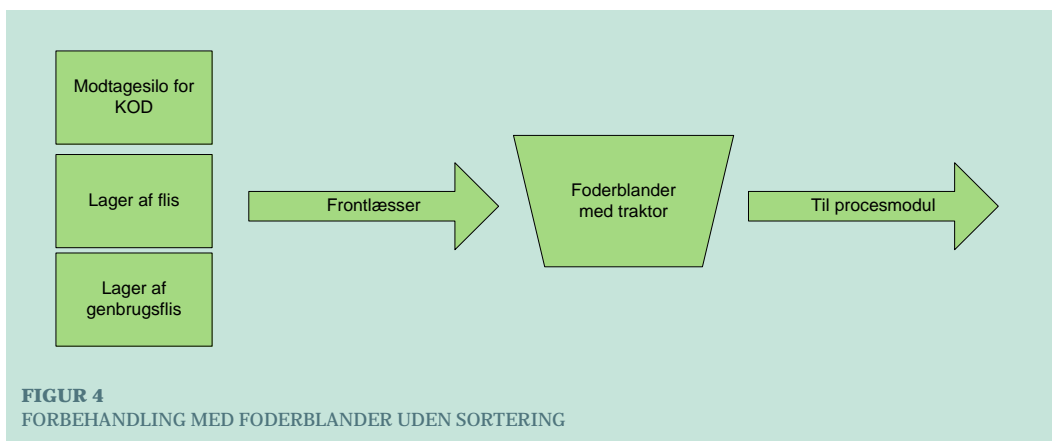 Modtagesilo for
KOD
Lager af flis
Lager af
genbrugsflis
Frontlæsser
Foderblander
med traktor
Til procesmodul
FIGUR 4
FORBEHANDLING MED FODERBLANDER UDEN SORTERING